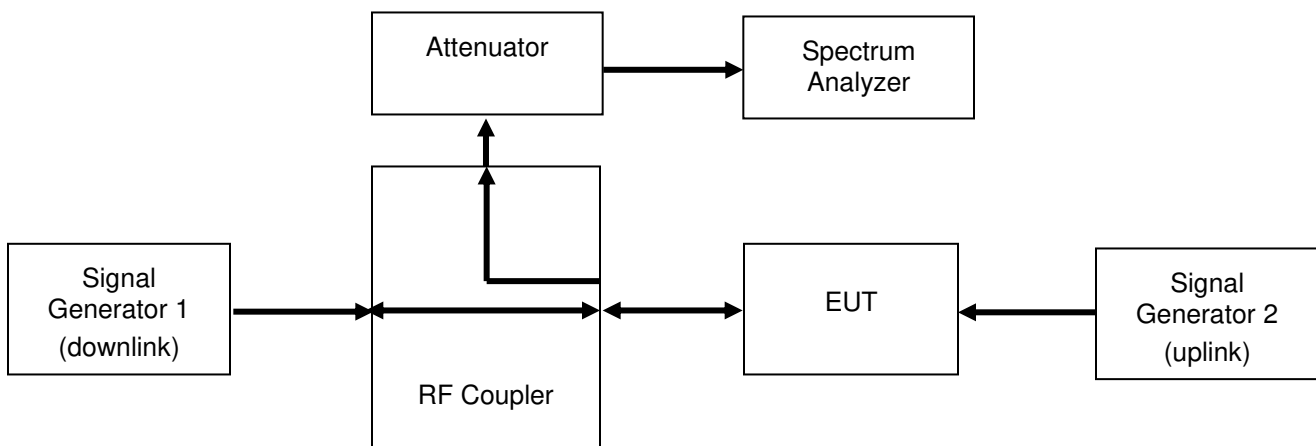 Attenuator
Spectrum
Analyzer
Signal
Generator 1
(downlink)
RF Coupler
EUT
Signal
Generator 2
(uplink)